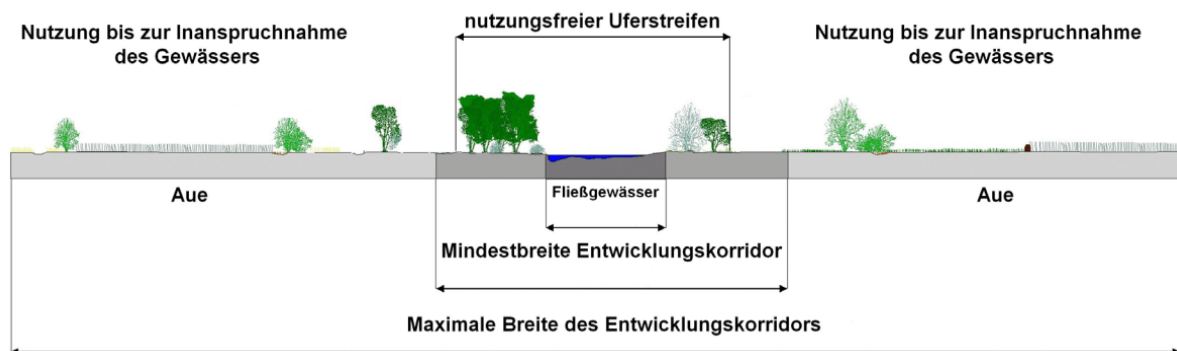 nutzungsfreier Uferstreifen
Nutzung bis zur Inanspruchnahme
des Gewässers
Nutzung bis zur Inanspruchnahme
des Gewässers
Aue
Fließgewässer
Aue
Mindestbreite Entwicklungskorridor
Maximale Breite des Entwicklungskorridors